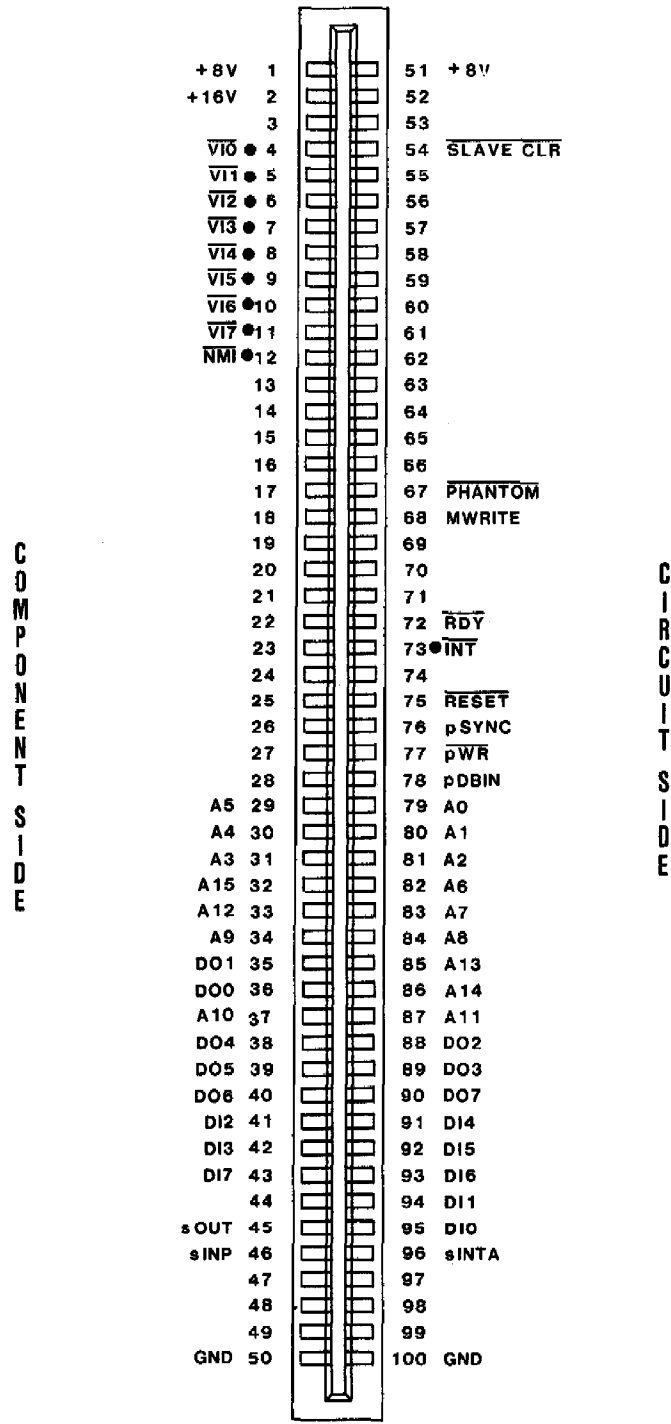 +8V 1 51 +8V
+16V 2 52
3 53
VI0 ● 4 54 SLAVE CLR
VI1 ● 5 55
VI2 ● 6 56
VI3 ● 7 57
VI4 ● 8 58
VI5 ● 9 59
VI6 ● 10 60
VI7 ● 11 61
NMI ● 12 62
13 63
14 64
15 65
16 66
17 67 PHANTOM
18 68 MWRITE
19 69
20 70
21 71
22 72 RDY
23 73 ● INT
24 74
25 75 RESET
26 76 pSYNC
27 77 pWR
28 78 pDBIN
A5 29 79 A0
A4 30 80 A1
A3 31 81 A2
A15 32 82 A6
A12 33 83 A7
A9 34 84 A8
DO1 35 85 A13
DO0 36 86 A14
A10 37 87 A11
DO4 38 88 DO2
DO5 39 89 DO3
DO6 40 90 DO7
DI2 41 91 DI4
DI3 42 92 DI5
DI7 43 93 DI6
44 94 DI1
sOUT 45 95 DI0
sINP 46 96 sINTA
47 97
48 98
49 99
GND 50 100 GND
COMPONENT SIDE
CIRCUIT SIDE